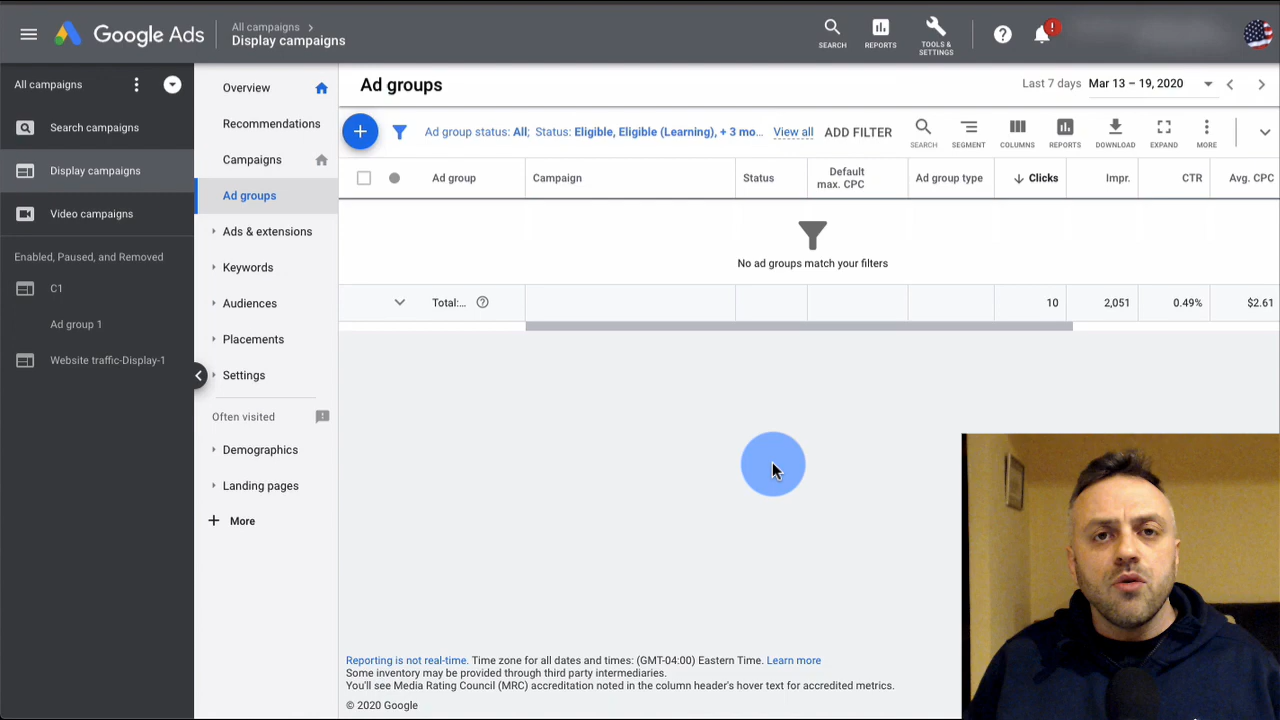 Google Ads
All campaigns
Display campaigns
SEARCH
REPORTS
TOOLS &
SETTINGS
!
All campaigns
Search campaigns
Display campaigns
Video campaigns
Enabled, Paused, and Removed
C1
Ad group 1
Website traffic-Display-1
Overview
Recommendations
Campaigns
Ad groups
Ads & extensions
Keywords
Audiences
Placements
Settings
Often visited
Demographics
Landing pages
+ More
Ad groups
Last 7 days Mar 13 – 19, 2020
Ad group status: All; Status: Eligible, Eligible (Learning), + 3 mo... View all ADD FILTER
SEARCH
SEGMENT
COLUMNS
REPORTS
DOWNLOAD
EXPAND
MORE
Ad group
Campaign
Status
Default
max. CPC
Ad group type
Clicks
Impr.
CTR
Avg. CPC
No ad groups match your filters
Total:... 10 2,051 0.49% $2.61
Reporting is not real-time. Time zone for all dates and times: (GMT-04:00) Eastern Time. Learn more
Some inventory may be provided through third party intermediaries.
You'll see Media Rating Council (MRC) accreditation noted in the column header's hover text for accredited metrics.
© 2020 Google